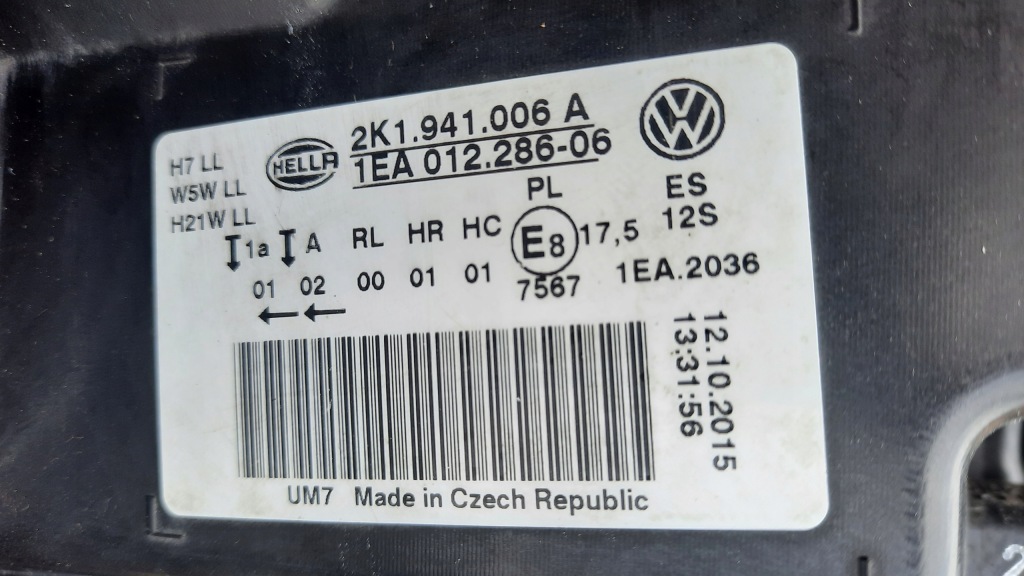 H7 LL
W5W LL
H21W LL
HELLA
2K1.941.006 A
1EA 012.286-06
VW
1a A RL HR HC
PL
E8 17,5
ES
12S
01 02 00 01 01
7567
1EA.2036
← ←
12.10.2015
13:31:56
UM7 Made in Czech Republic
2